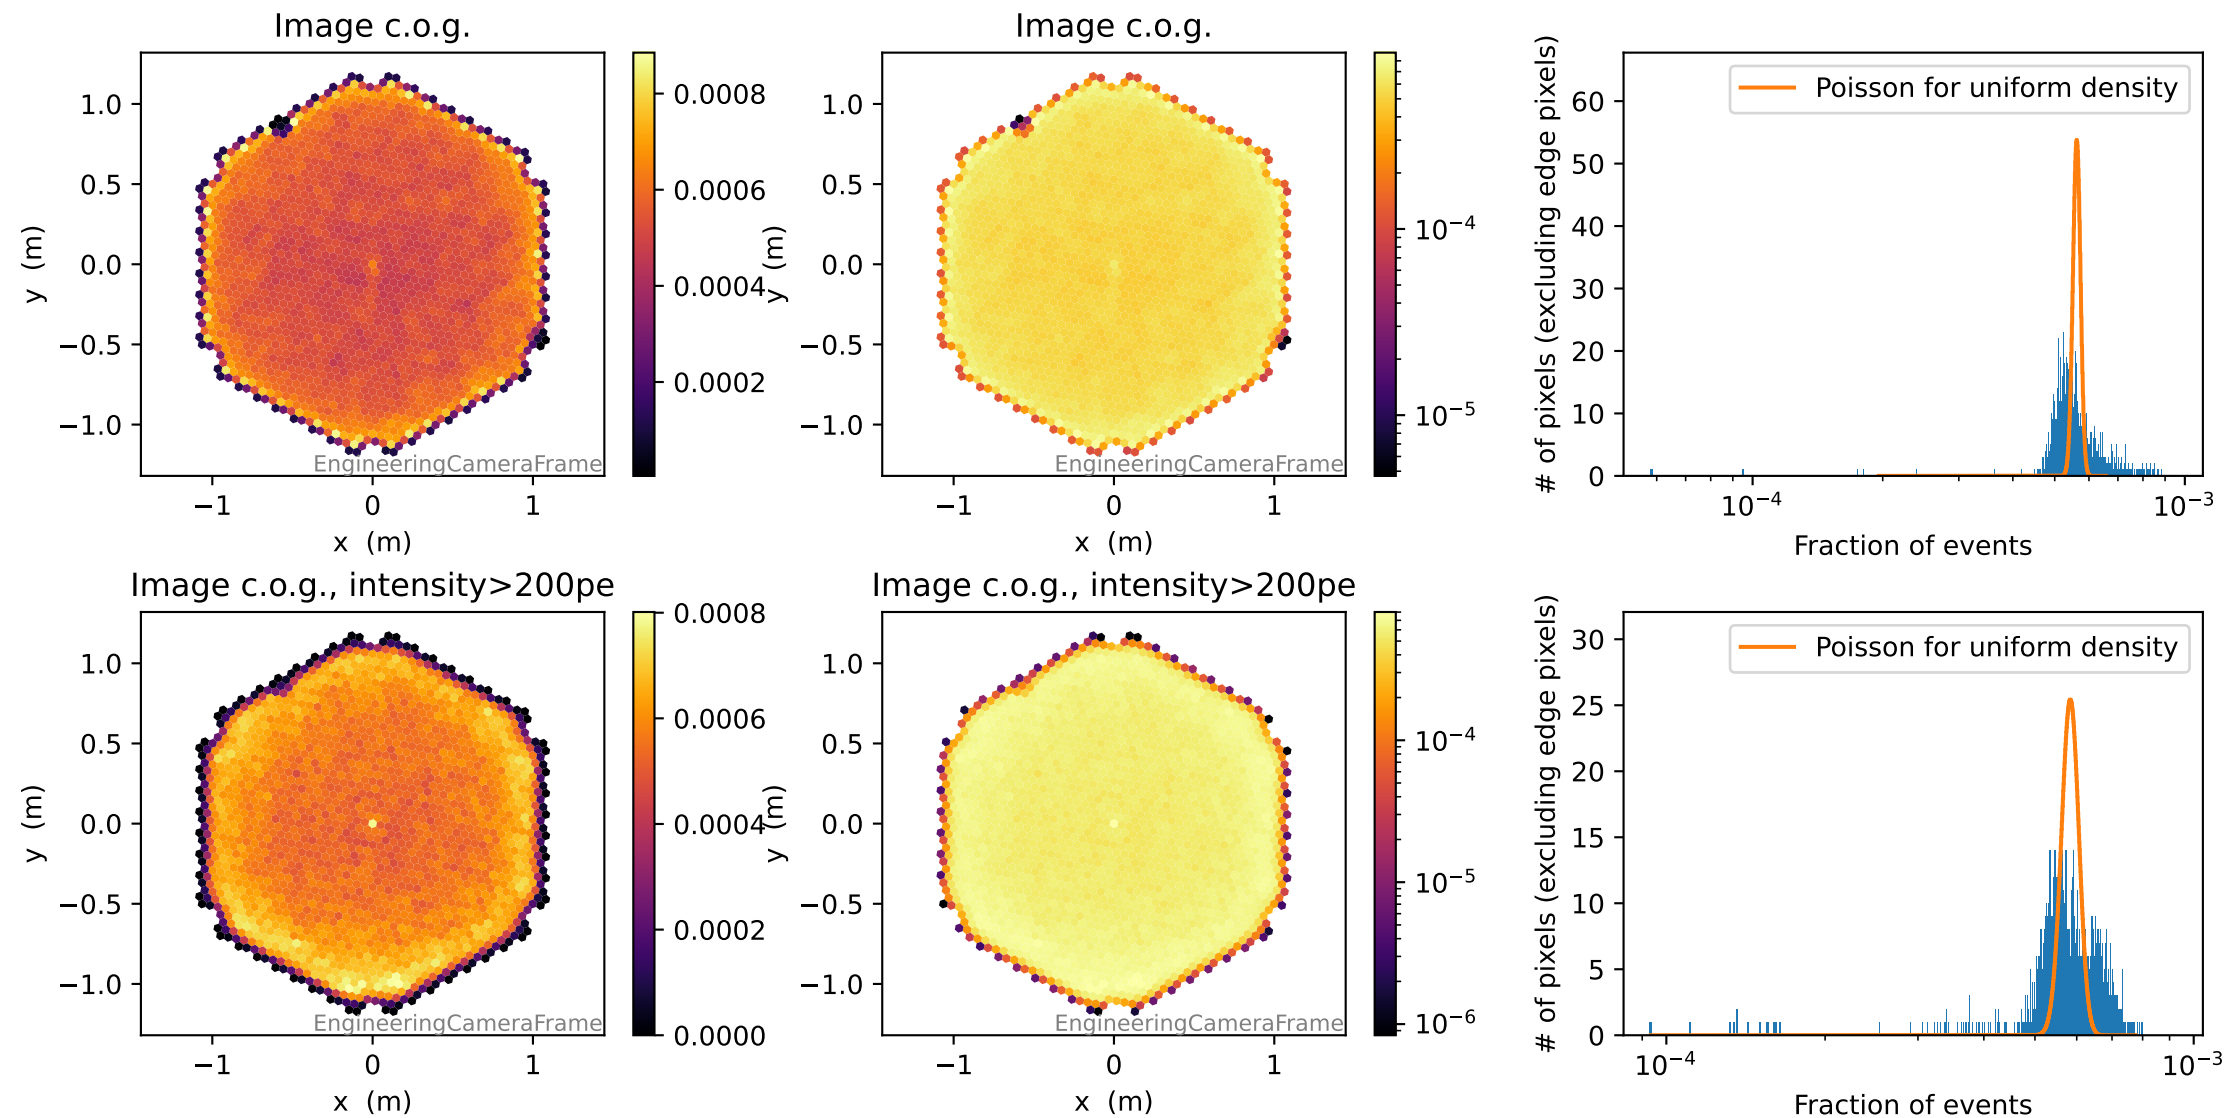 Image c.o.g.
1.0
0.5
0.0
−0.5
−1.0
y (m)
−1
0
1
x (m)
EngineeringCameraFrame
0.0008
0.0006
0.0004
0.0002
Image c.o.g.
1.0
0.5
0.0
−0.5
−1.0
y (m)
−1
0
1
x (m)
EngineeringCameraFrame
10⁻⁴
10⁻⁵
Poisson for uniform density
# of pixels (excluding edge pixels)
60
50
40
30
20
10
0
10⁻⁴
10⁻³
Fraction of events
Image c.o.g., intensity>200pe
1.0
0.5
0.0
−0.5
−1.0
y (m)
−1
0
1
x (m)
EngineeringCameraFrame
0.0008
0.0006
0.0004
0.0002
0.0000
Image c.o.g., intensity>200pe
1.0
0.5
0.0
−0.5
−1.0
y (m)
−1
0
1
x (m)
EngineeringCameraFrame
10⁻⁴
10⁻⁵
10⁻⁶
Poisson for uniform density
# of pixels (excluding edge pixels)
30
25
20
15
10
5
0
10⁻⁴
10⁻³
Fraction of events